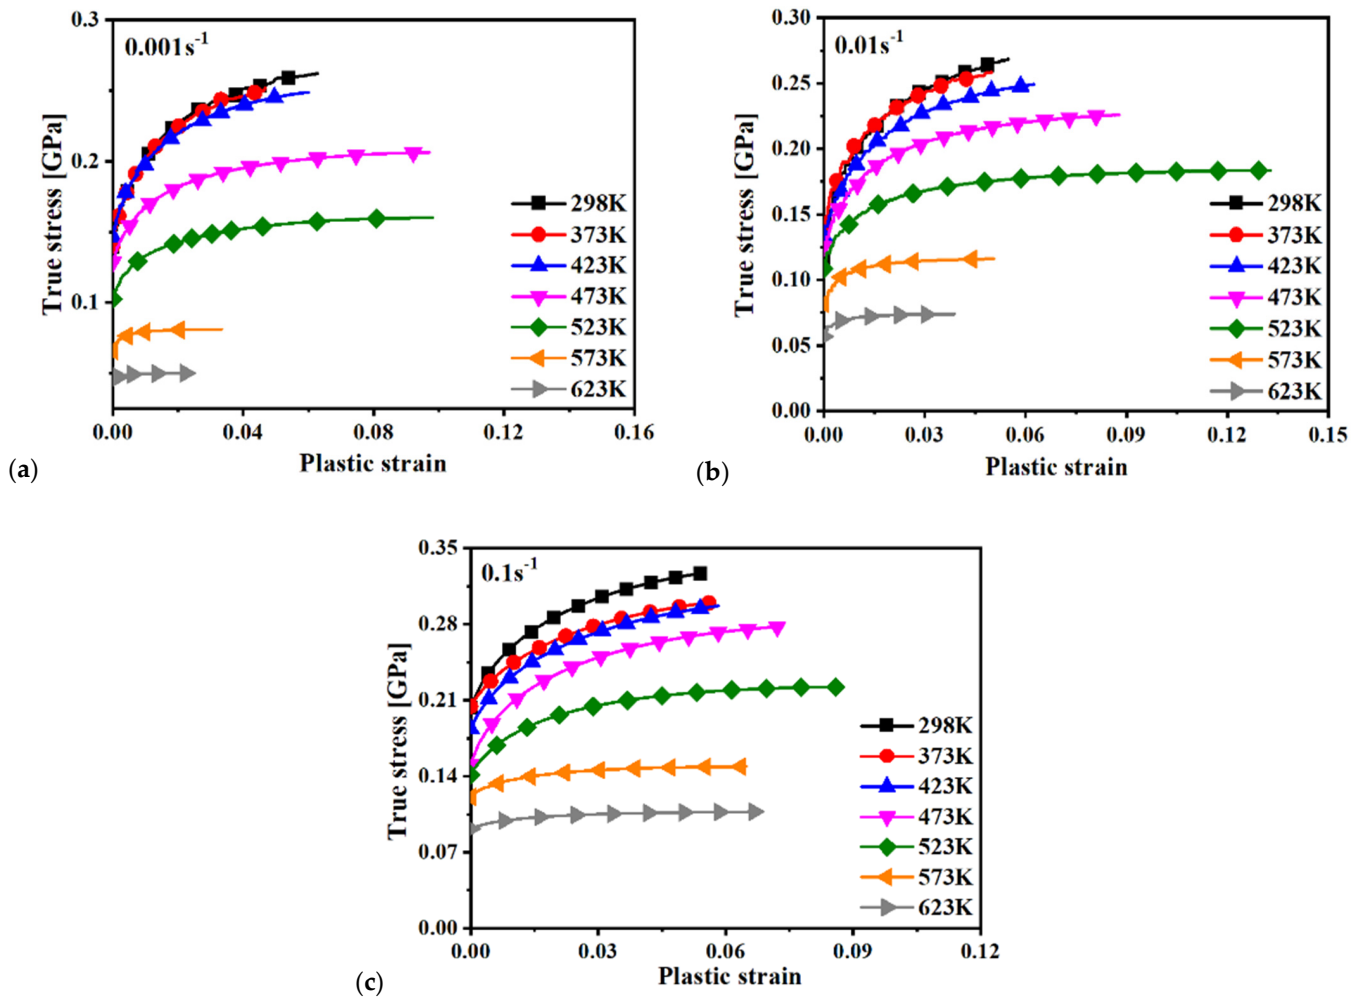 0.001s-1
True stress [GPa]
0.3
0.2
0.1
298K
373K
423K
473K
523K
573K
623K
0.00 0.04 0.08 0.12 0.16
Plastic strain
(a)
0.01s-1
True stress [GPa]
0.30
0.25
0.20
0.15
0.10
0.05
0.00
298K
373K
423K
473K
523K
573K
623K
0.00 0.03 0.06 0.09 0.12 0.15
Plastic strain
(b)
0.1s-1
True stress [GPa]
0.35
0.28
0.21
0.14
0.07
0.00
298K
373K
423K
473K
523K
573K
623K
0.00 0.03 0.06 0.09 0.12
Plastic strain
(c)